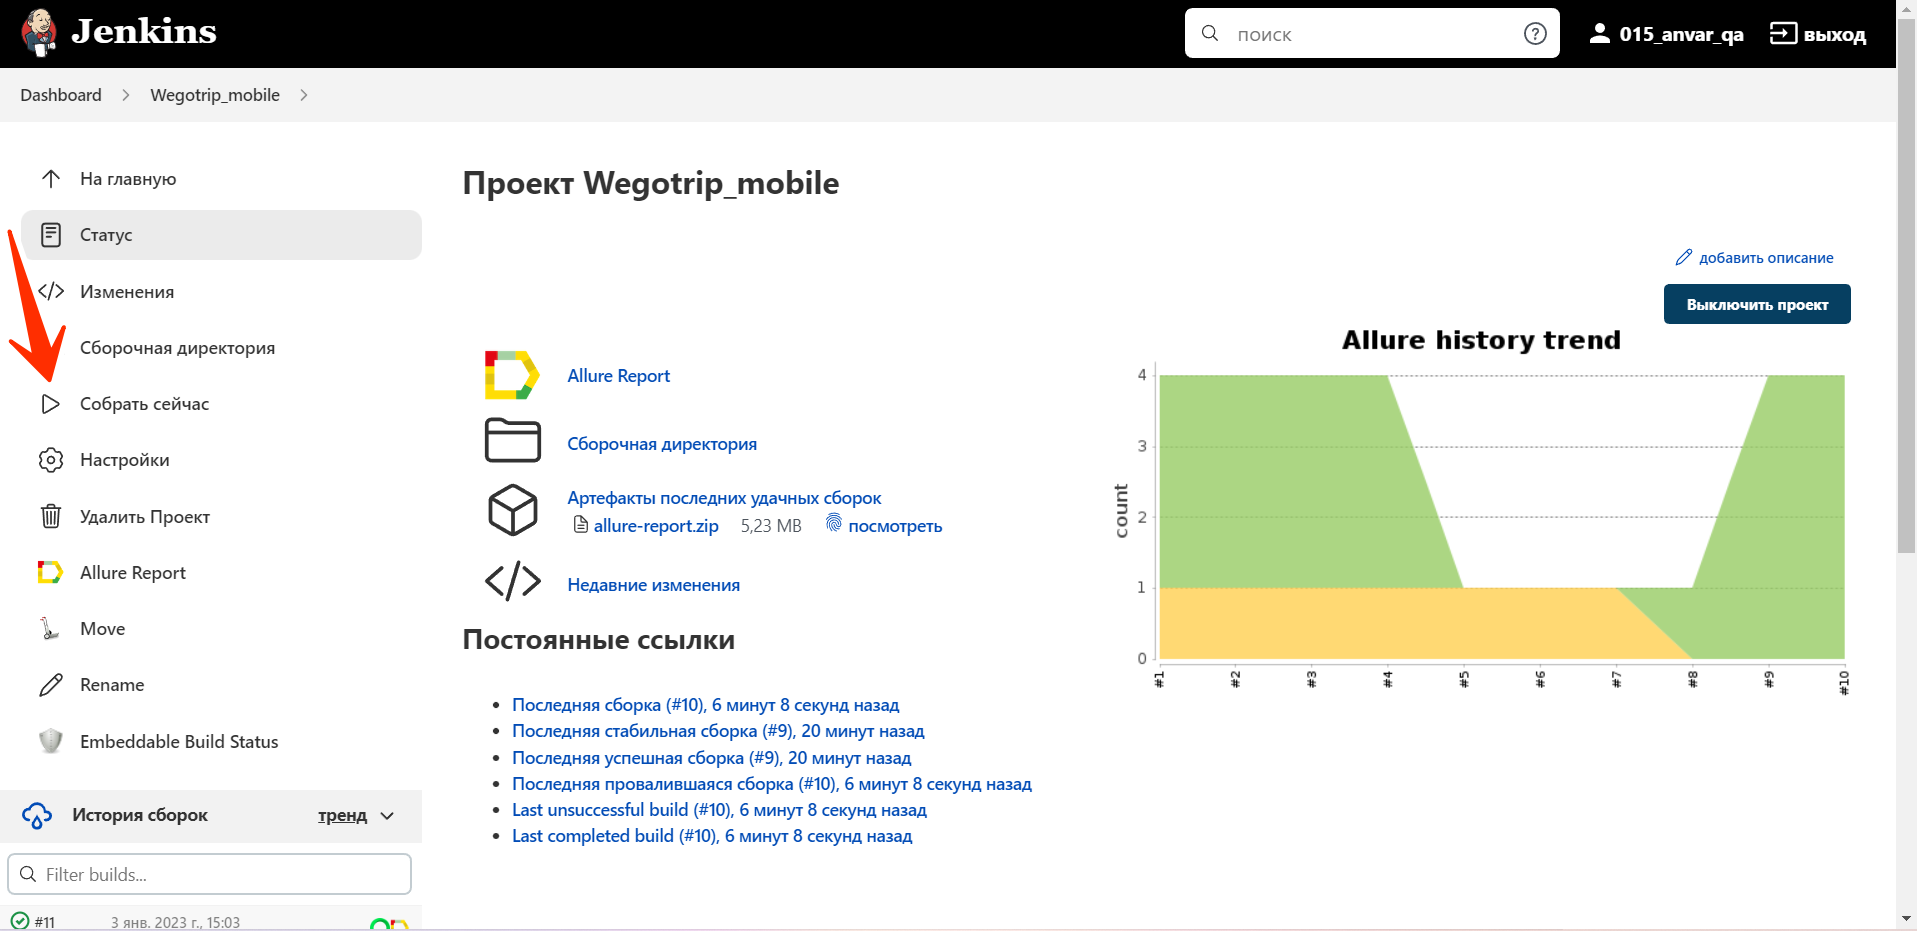 Jenkins
поиск
015_anvar_qa
выход
Dashboard
Wegotrip_mobile
На главную
Статус
Изменения
Сборочная директория
Собрать сейчас
Настройки
Удалить Проект
Allure Report
Move
Rename
Embeddable Build Status
История сборок
тренд
Filter builds...
#11
3 янв. 2023 г., 15:03
Проект Wegotrip_mobile
добавить описание
Выключить проект
Allure Report
Сборочная директория
Артефакты последних удачных сборок
allure-report.zip 5,23 MB посмотреть
Недавние изменения
Постоянные ссылки
Последняя сборка (#10), 6 минут 8 секунд назад
Последняя стабильная сборка (#9), 20 минут назад
Последняя успешная сборка (#9), 20 минут назад
Последняя провалившаяся сборка (#10), 6 минут 8 секунд назад
Last unsuccessful build (#10), 6 минут 8 секунд назад
Last completed build (#10), 6 минут 8 секунд назад
Allure history trend
count
4
3
2
1
0
#1 #2 #3 #4 #5 #6 #7 #8 #9 #10